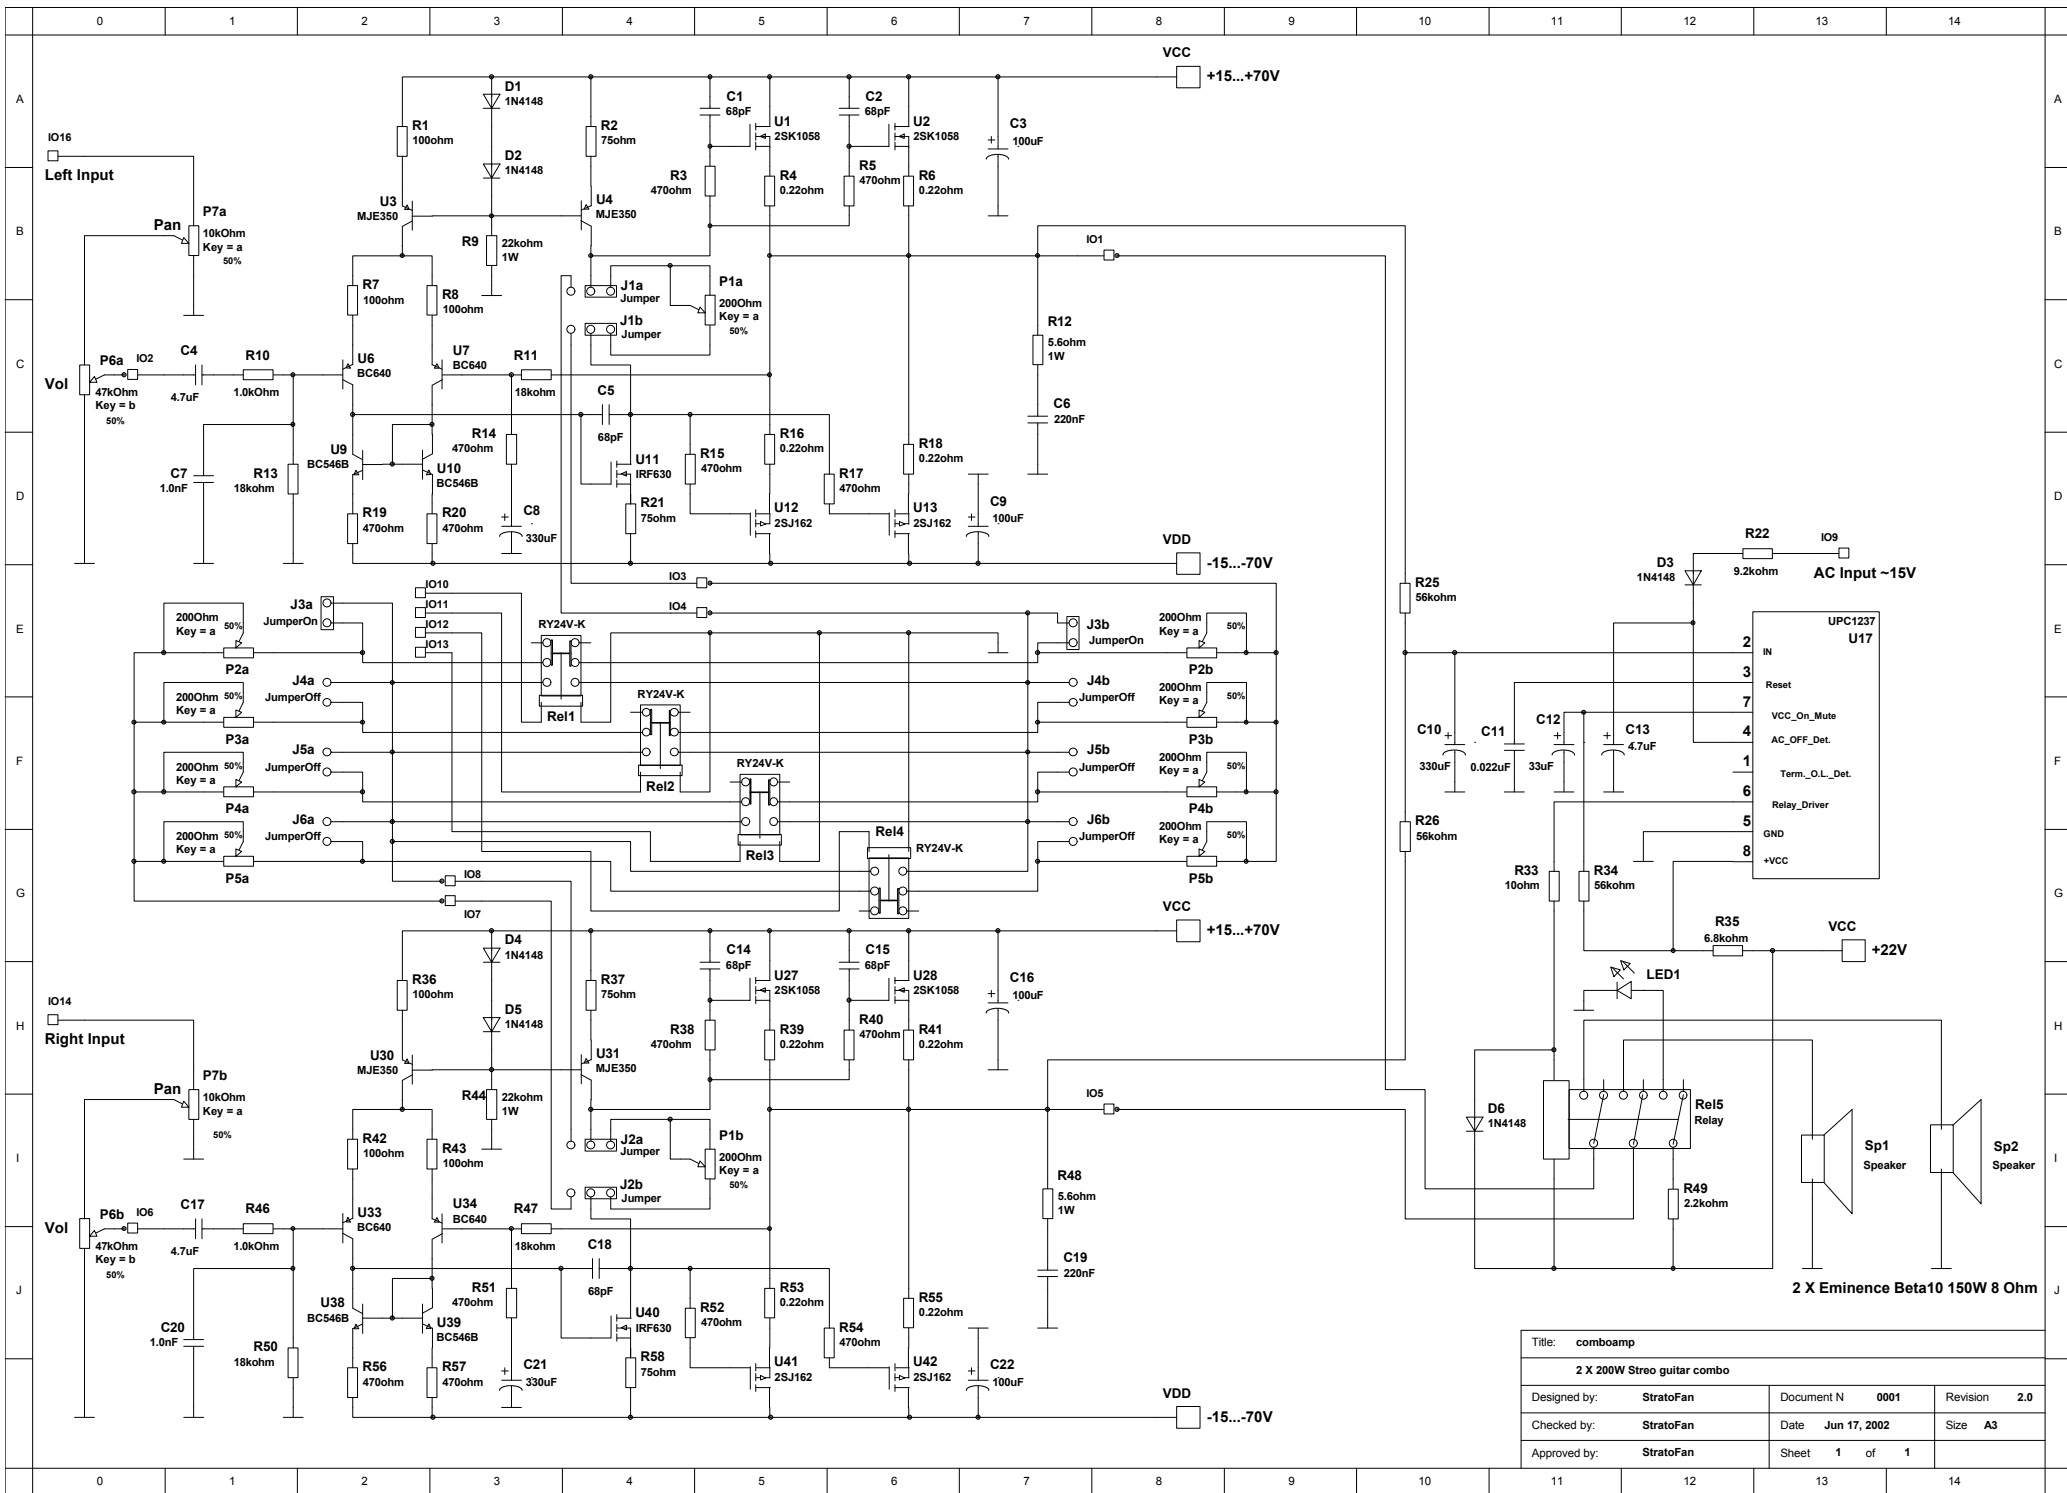 0 1 2 3 4 5 6 7 8 9 10 11 12 13 14
A
B
C
D
E
F
G
H
I
J
A
B
C
D
E
F
G
H
I
J
VCC
+15...+70V
IO16
Left Input
Pan
P7a
10kOhm
Key = a
50%
R1
100ohm
D1
1N4148
D2
1N4148
R2
75ohm
C1
68pF
U1
2SK1058
C2
68pF
U2
2SK1058
C3
100uF
R3
470ohm
R4
0.22ohm
R5
470ohm
R6
0.22ohm
U3
MJE350
U4
MJE350
R9
22kohm
1W
IO1
R7
100ohm
R8
100ohm
J1a
Jumper
J1b
Jumper
P1a
200Ohm
Key = a
50%
R12
5.6ohm
1W
Vol
P6a
47kOhm
Key = b
50%
IO2
C4
4.7uF
R10
1.0kOhm
U6
BC640
U7
BC640
R11
18kohm
C5
68pF
C6
220nF
C7
1.0nF
R13
18kohm
U9
BC546B
U10
BC546B
R14
470ohm
U11
IRF630
R15
470ohm
R16
0.22ohm
R17
470ohm
R18
0.22ohm
R19
470ohm
R20
470ohm
C8
330uF
R21
75ohm
U12
2SJ162
U13
2SJ162
C9
100uF
VDD
-15...-70V
R22
9.2kohm
IO9
AC Input ~15V
D3
1N4148
R25
56kohm
IO3
IO4
IO10
IO11
IO12
IO13
200Ohm
Key = a
50%
P2a
J3a
JumperOn
RY24V-K
Rel1
J3b
JumperOn
200Ohm
Key = a
50%
P2b
200Ohm
Key = a
50%
P3a
J4a
JumperOff
RY24V-K
Rel2
J4b
JumperOff
200Ohm
Key = a
50%
P3b
200Ohm
Key = a
50%
P4a
J5a
JumperOff
RY24V-K
Rel3
J5b
JumperOff
200Ohm
Key = a
50%
P4b
200Ohm
Key = a
50%
P5a
J6a
JumperOff
Rel4
RY24V-K
J6b
JumperOff
200Ohm
Key = a
50%
P5b
IO8
IO7
UPC1237
U17
2 IN
3 Reset
7 VCC_On_Mute
4 AC_OFF_Det.
1 Term._O.L._Det.
6 Relay_Driver
5 GND
8 +VCC
C10
330uF
C11
0.022uF
C12
33uF
C13
4.7uF
R26
56kohm
R33
10ohm
R34
56kohm
R35
6.8kohm
VCC
+22V
LED1
VCC
+15...+70V
IO14
Right Input
Pan
P7b
10kOhm
Key = a
50%
R36
100ohm
D4
1N4148
D5
1N4148
R37
75ohm
C14
68pF
U27
2SK1058
C15
68pF
U28
2SK1058
C16
100uF
R38
470ohm
R39
0.22ohm
R40
470ohm
R41
0.22ohm
U30
MJE350
U31
MJE350
R44
22kohm
1W
IO5
R42
100ohm
R43
100ohm
J2a
Jumper
J2b
Jumper
P1b
200Ohm
Key = a
50%
R48
5.6ohm
1W
D6
1N4148
Rel5
Relay
R49
2.2kohm
Sp1
Speaker
Sp2
Speaker
Vol
P6b
47kOhm
Key = b
50%
IO6
C17
4.7uF
R46
1.0kOhm
U33
BC640
U34
BC640
R47
18kohm
C18
68pF
C19
220nF
C20
1.0nF
R50
18kohm
U38
BC546B
U39
BC546B
R51
470ohm
U40
IRF630
R52
470ohm
R53
0.22ohm
R54
470ohm
R55
0.22ohm
R56
470ohm
R57
470ohm
C21
330uF
R58
75ohm
U41
2SJ162
U42
2SJ162
C22
100uF
VDD
-15...-70V
2 X Eminence Beta10 150W 8 Ohm
Title: comboamp
2 X 200W Streo guitar combo
Designed by: StratoFan Document N 0001 Revision 2.0
Checked by: StratoFan Date Jun 17, 2002 Size A3
Approved by: StratoFan Sheet 1 of 1
0 1 2 3 4 5 6 7 8 9 10 11 12 13 14